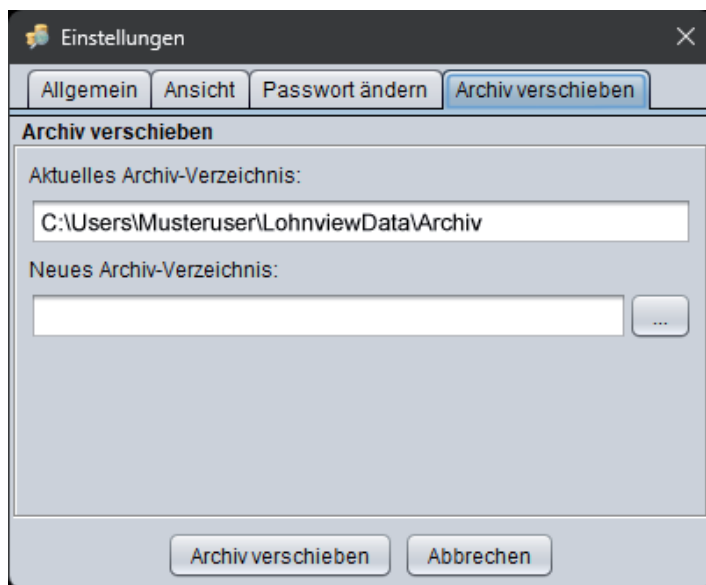 Einstellungen
Allgemein Ansicht Passwort ändern Archiv verschieben
Archiv verschieben
Aktuelles Archiv-Verzeichnis:
C:\Users\Musteruser\LohnviewData\Archiv
Neues Archiv-Verzeichnis:
...
Archiv verschieben Abbrechen